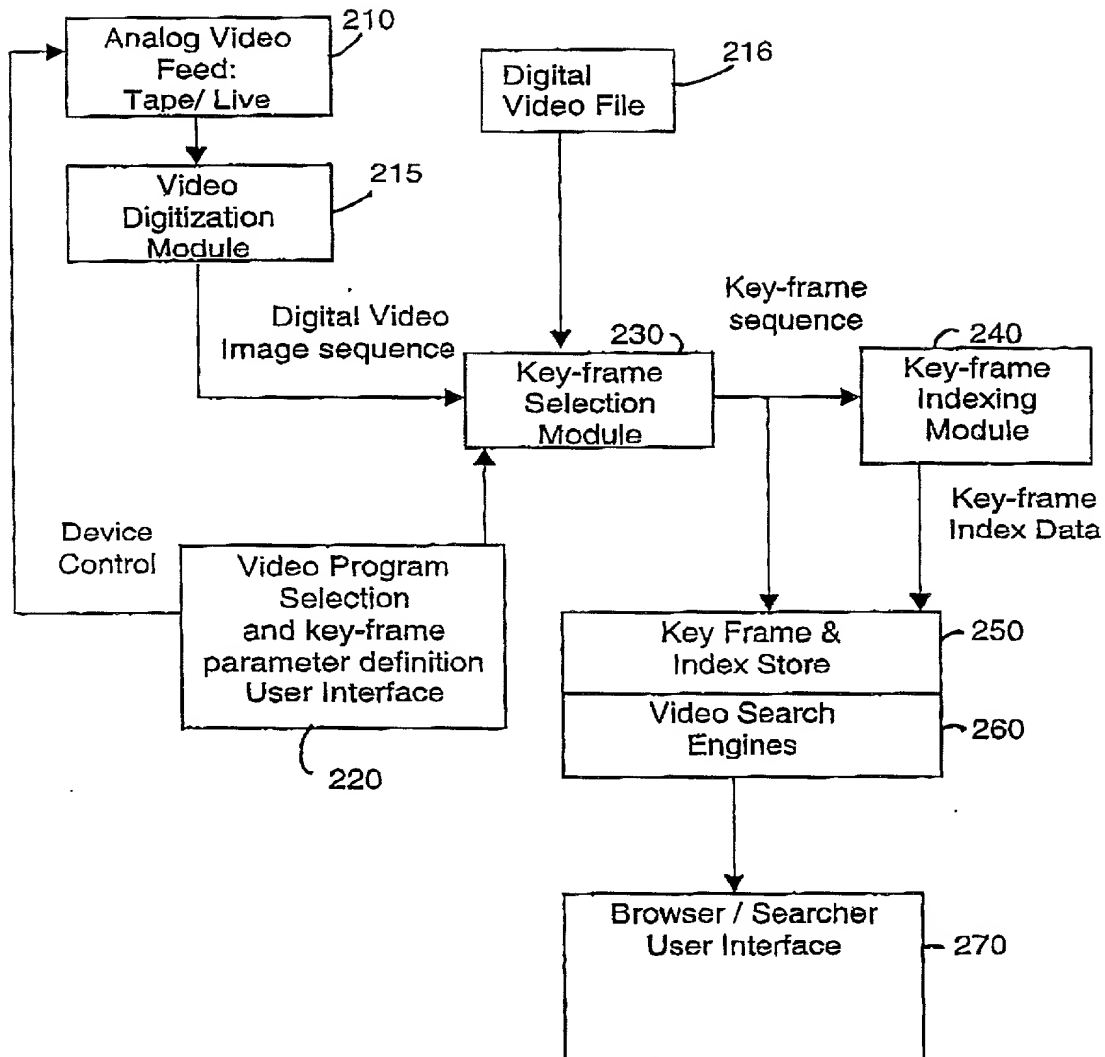 Analog Video
Feed:
Tape/ Live
210
Digital
Video File
216
Video
Digitization
Module
215
Digital Video
Image sequence
Key-frame
sequence
230
Key-frame
Selection
Module
240
Key-frame
Indexing
Module
Key-frame
Index Data
Device
Control
Video Program
Selection
and key-frame
parameter definition
User Interface
220
Key Frame &
Index Store
250
Video Search
Engines
260
Browser / Searcher
User Interface
270